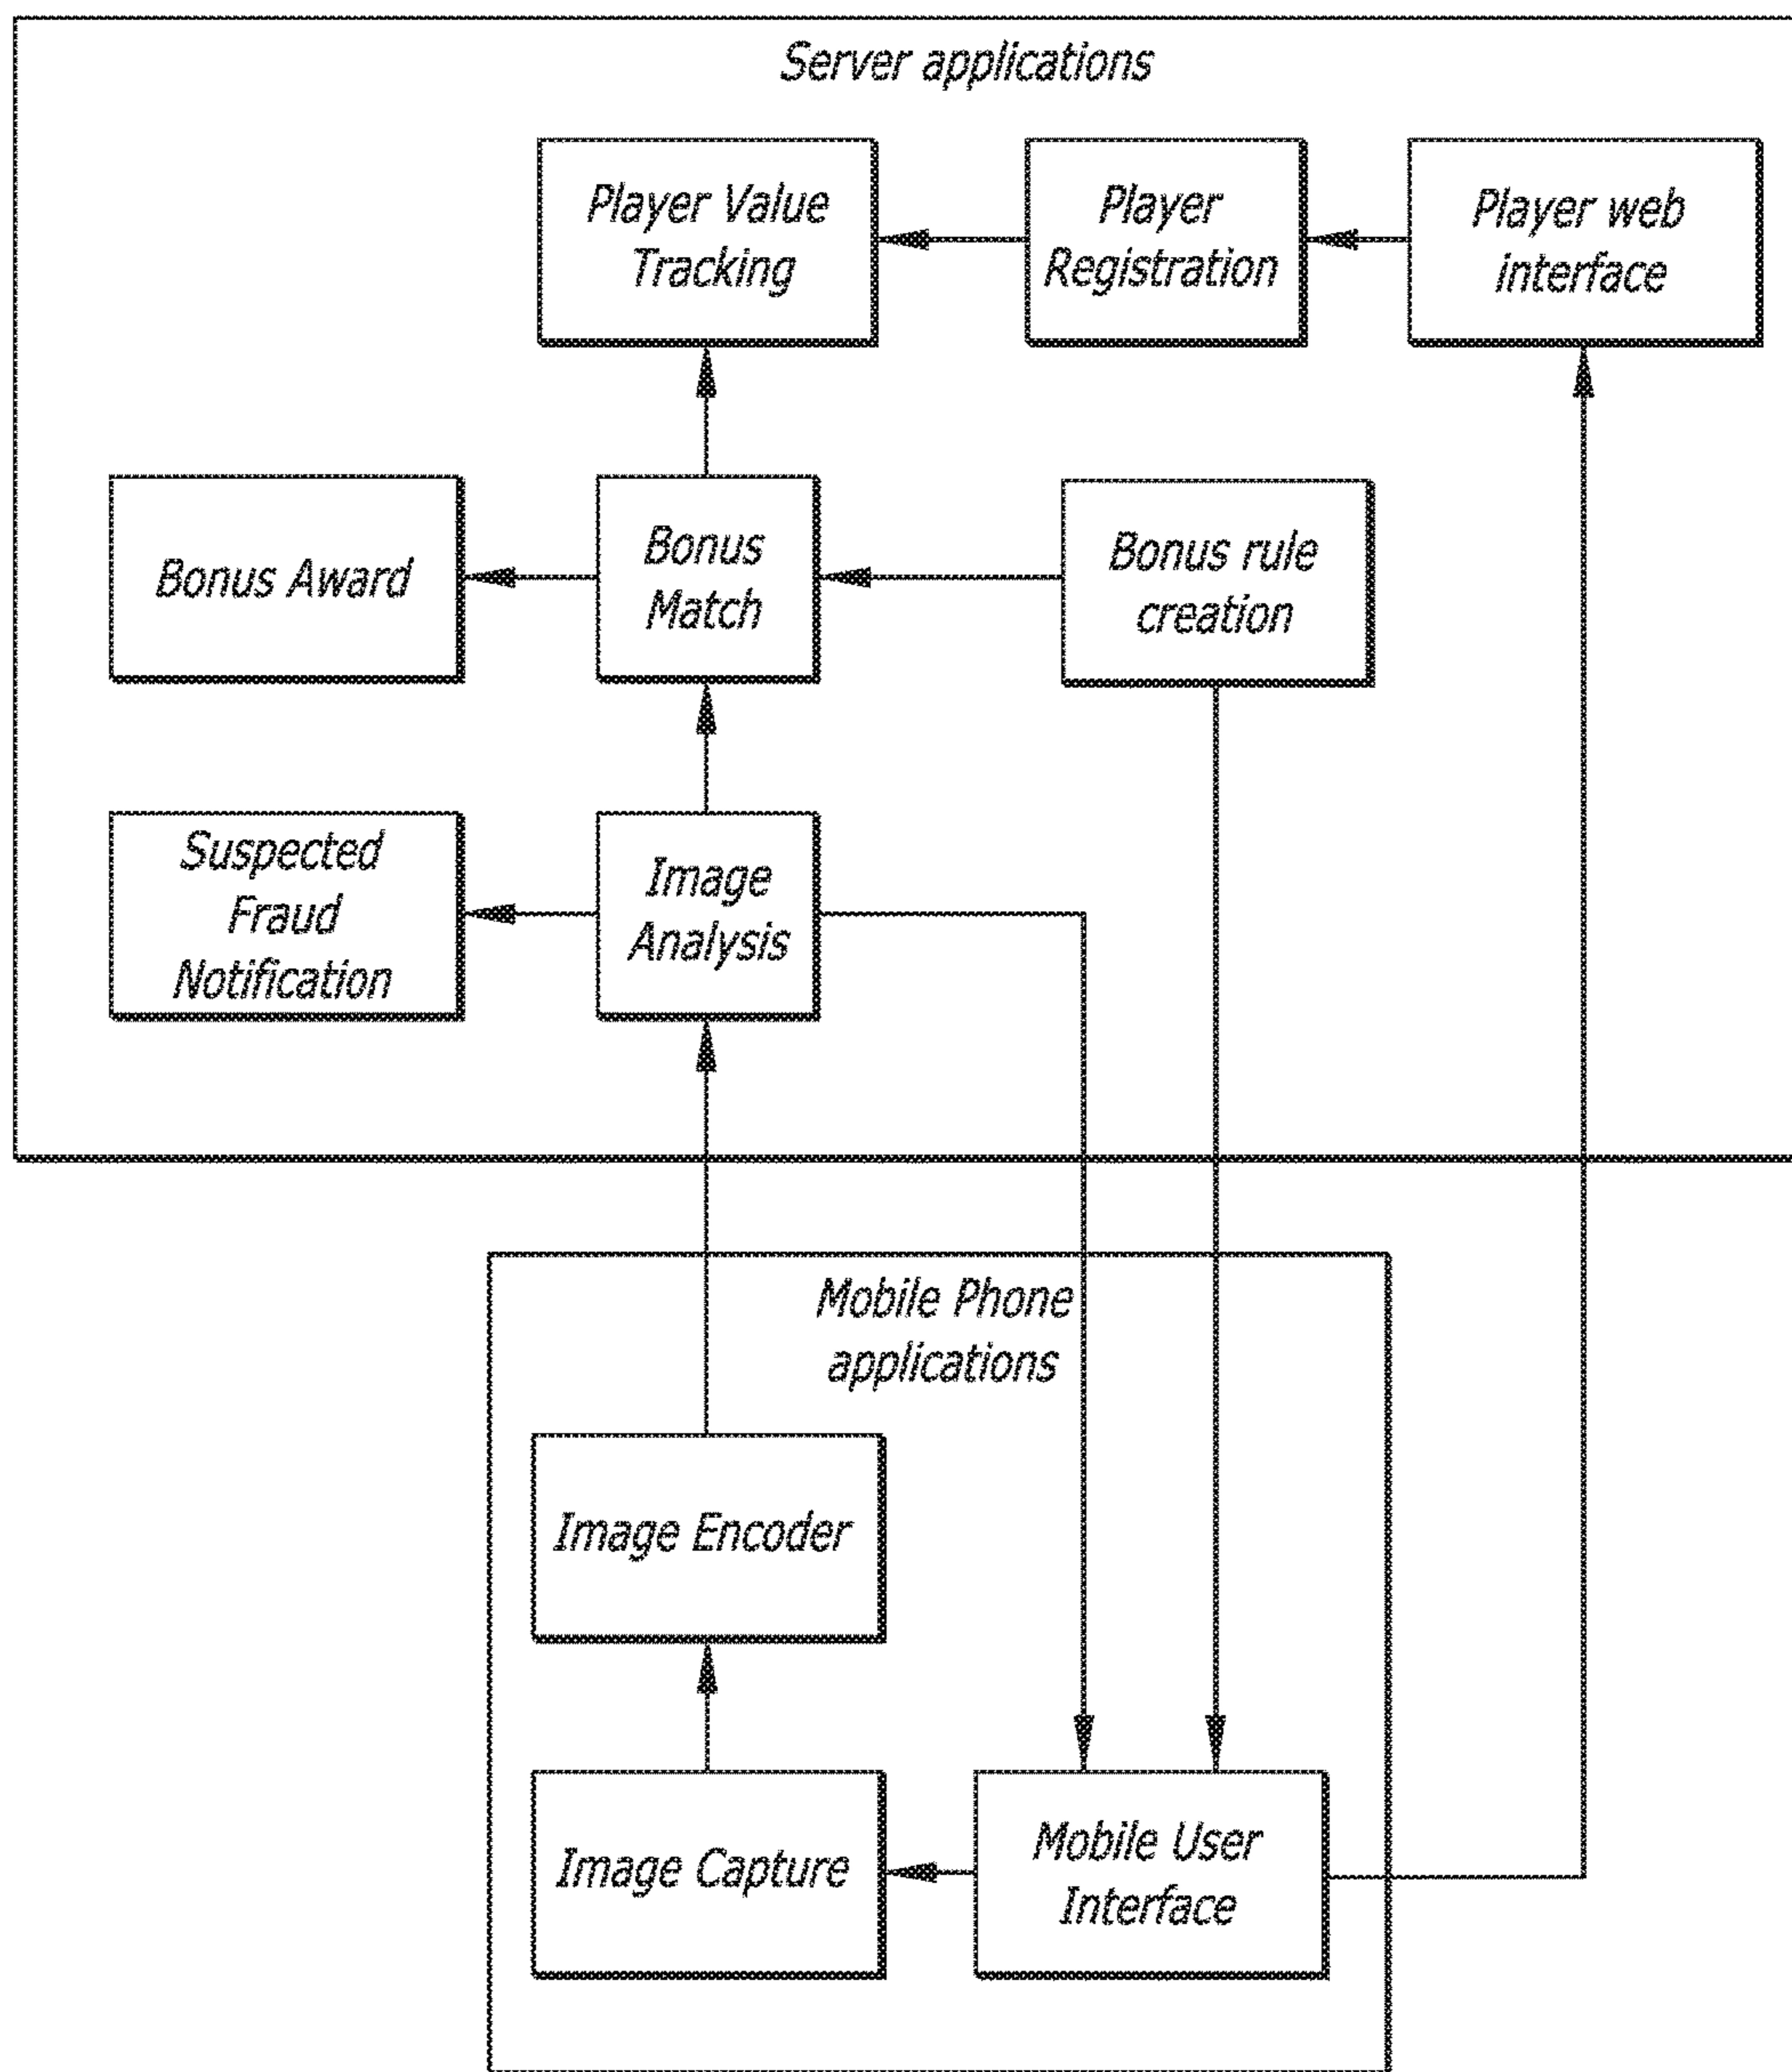 Server applications
Player Value
Tracking
Player
Registration
Player web
interface
Bonus Award
Bonus
Match
Bonus rule
creation
Suspected
Fraud
Notification
Image
Analysis
Mobile Phone
applications
Image Encoder
Image Capture
Mobile User
Interface